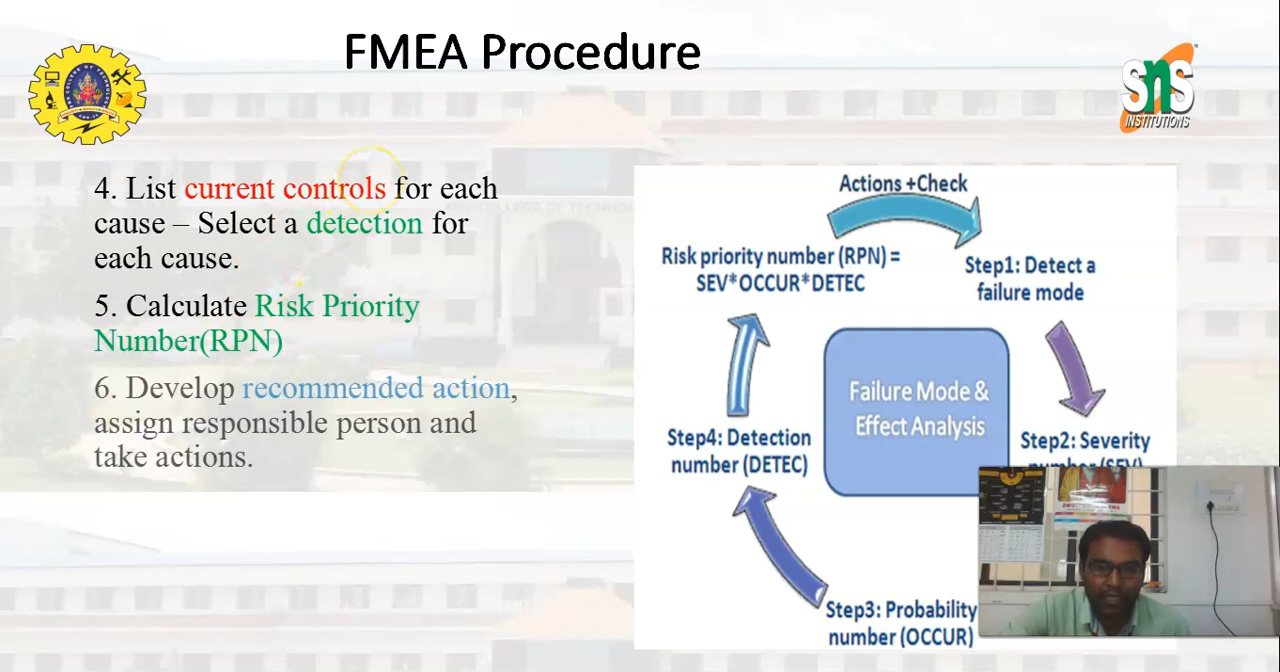 FMEA Procedure
SNS
INSTITUTIONS
4. List current controls for each
cause – Select a detection for
each cause.
5. Calculate Risk Priority
Number(RPN)
6. Develop recommended action,
assign responsible person and
take actions.
Actions +Check
Risk priority number (RPN) =
SEV*OCCUR*DETEC
Step1: Detect a
failure mode
Failure Mode &
Effect Analysis
Step4: Detection
number (DETEC)
Step2: Severity
number (SEV)
Step3: Probability
number (OCCUR)